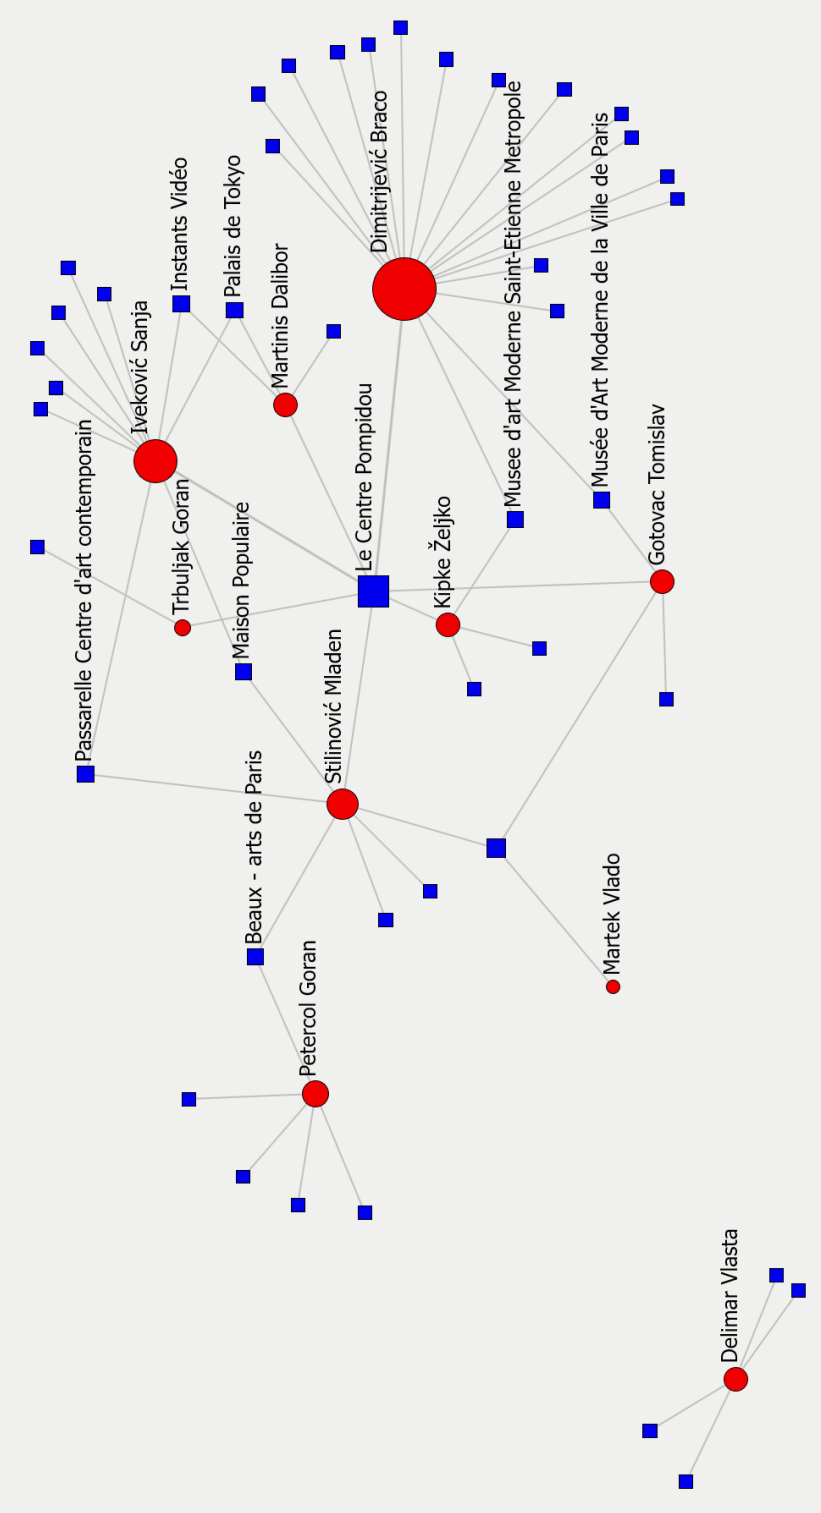 Dimitrijević Braco
Instants Vidéo
Palais de Tokyo
Martinis Dalibor
Musee d'art Moderne Saint-Etienne Metropole
Musée d'Art Moderne de la Ville de Paris
Iveković Sanja
Le Centre Pompidou
Gotovac Tomislav
Passarelle Centre d'art contemporain
Trbuljak Goran
Maison Populaire
Kipke Željko
Stilinović Mladen
Beaux - arts de Paris
Martek Vlado
Petercol Goran
Delimar Vlasta